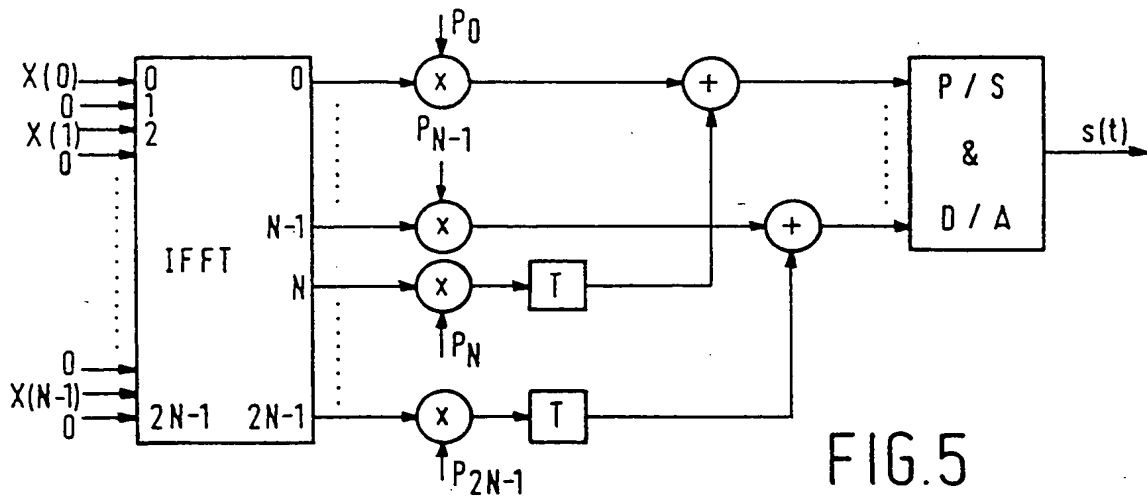 P0
X(0) 0 0 x + P / S
0 1
X(1) 2 PN-1 & s(t)
0
N-1 x + D / A
IFFT
N x T
PN
0
X(N-1)
0 2N-1 2N-1 x T
P2N-1
FIG.5